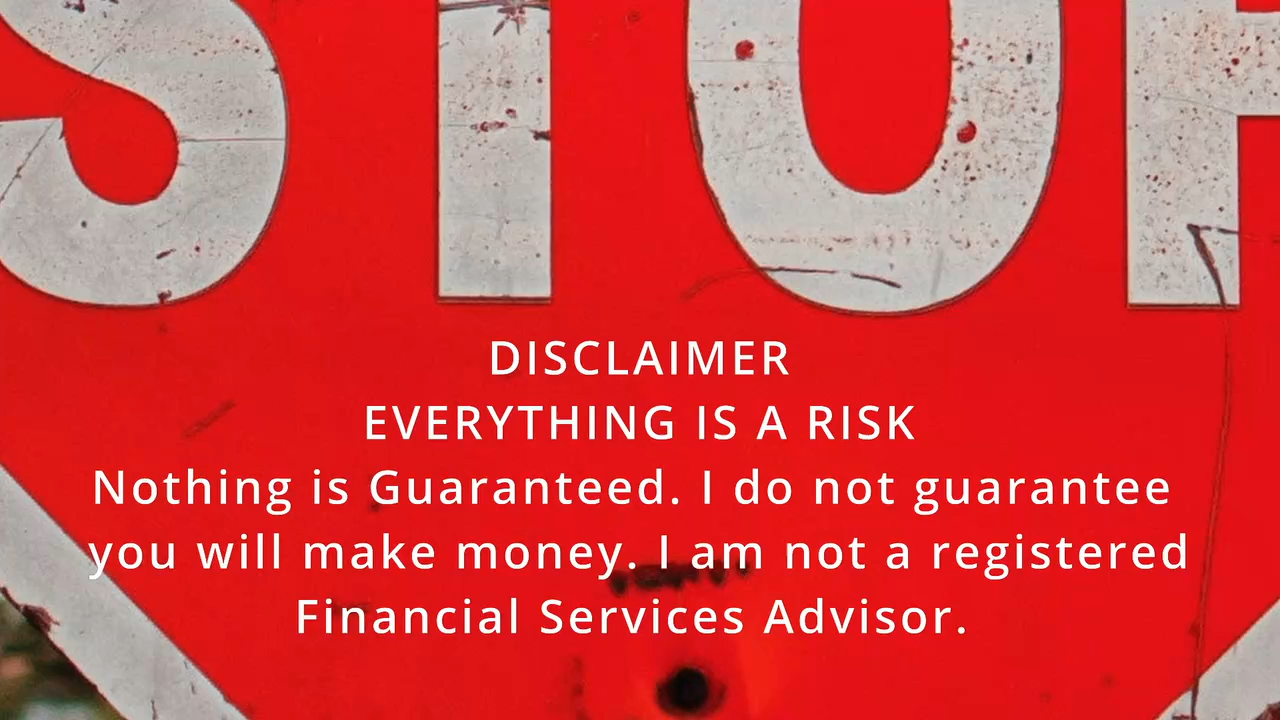 STOP
DISCLAIMER
EVERYTHING IS A RISK
Nothing is Guaranteed. I do not guarantee
you will make money. I am not a registered
Financial Services Advisor.